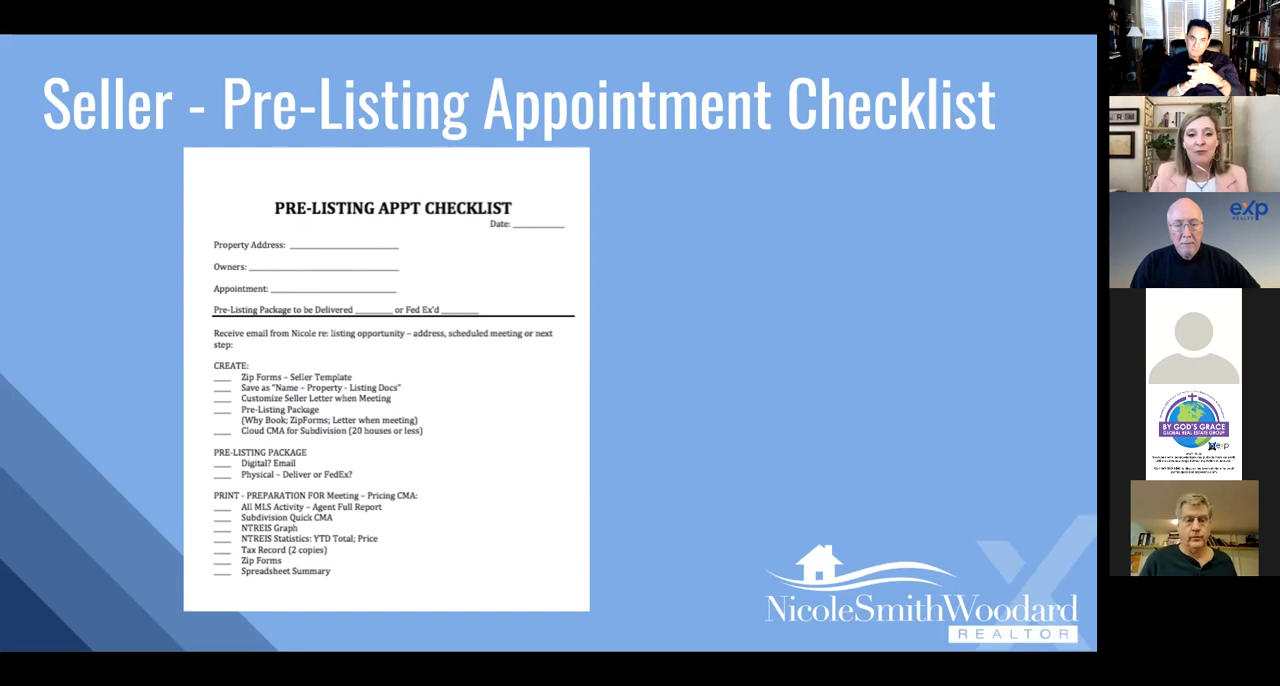 Seller - Pre-Listing Appointment Checklist
PRE-LISTING APPT CHECKLIST
Date: ___________
Property Address: ______________________
Owners: ______________________________
Appointment: _________________________
Pre-Listing Package to be Delivered ________ or Fed Ex'd ________
Receive email from Nicole re: listing opportunity – address, scheduled meeting or next
step:
CREATE:
____ Zip Forms – Seller Template
____ Save as "Name – Property - Listing Docs"
____ Customize Seller Letter when Meeting
____ Pre-Listing Package
(Why Book; ZipForms; Letter when meeting)
____ Cloud CMA for Subdivision (20 houses or less)
PRE-LISTING PACKAGE
____ Digital? Email
____ Physical – Deliver or FedEx?
PRINT - PREPARATION FOR Meeting – Pricing CMA:
____ All MLS Activity – Agent Full Report
____ Subdivision Quick CMA
____ NTREIS Graph
____ NTREIS Statistics: YTD Total; Price
____ Tax Record (2 copies)
____ Zip Forms
____ Spreadsheet Summary
NicoleSmithWoodard
REALTOR
eXp
REALTY
BY GOD'S GRACE
GLOBAL REAL ESTATE GROUP
eXp